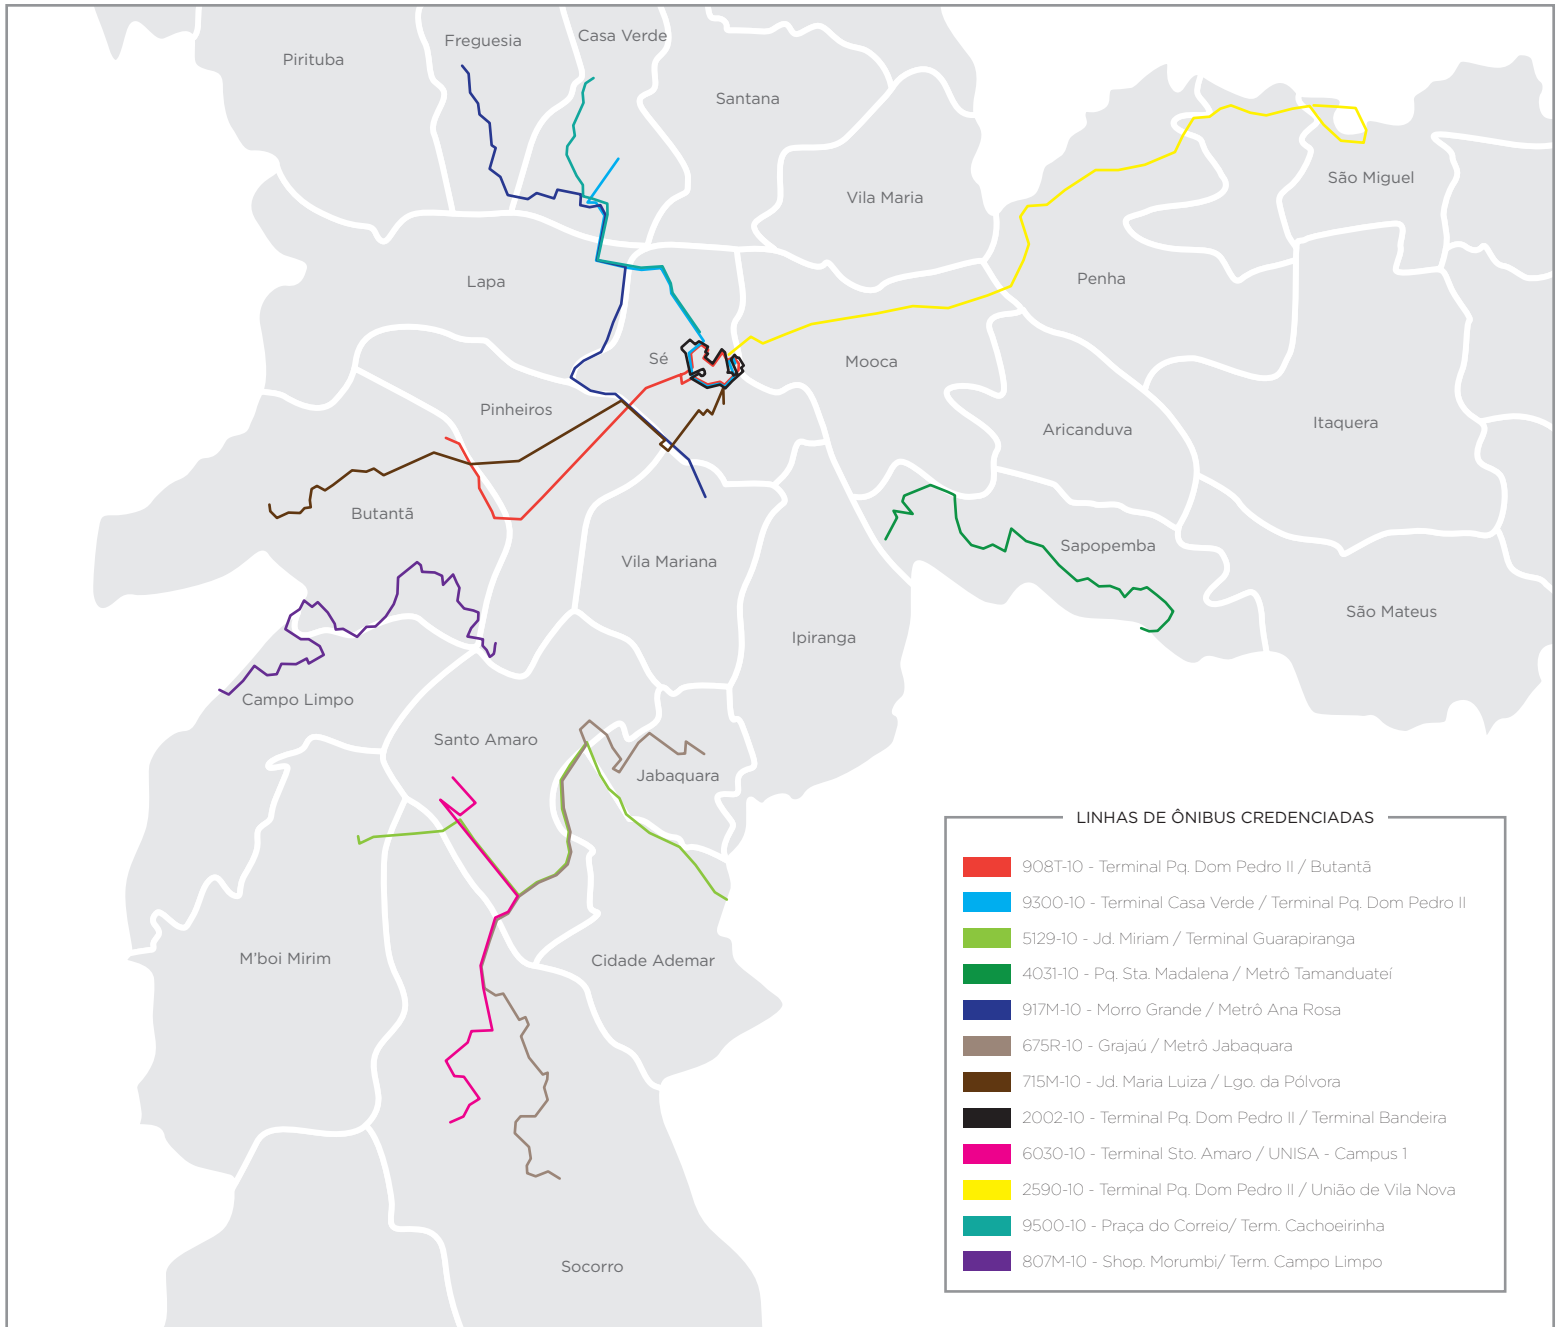 Pirituba
Freguesia
Casa Verde
Santana
Vila Maria
São Miguel
Lapa
Penha
Sé
Mooca
Pinheiros
Aricanduva
Itaquera
Butantã
Vila Mariana
Sapopemba
São Mateus
Ipiranga
Campo Limpo
Santo Amaro
Jabaquara
M'boi Mirim
Cidade Ademar
Socorro
LINHAS DE ÔNIBUS CREDENCIADAS
908T-10 - Terminal Pq. Dom Pedro II / Butantã
9300-10 - Terminal Casa Verde / Terminal Pq. Dom Pedro II
5129-10 - Jd. Miriam / Terminal Guarapiranga
4031-10 - Pq. Sta. Madalena / Metrô Tamanduateí
917M-10 - Morro Grande / Metrô Ana Rosa
675R-10 - Grajaú / Metrô Jabaquara
715M-10 - Jd. Maria Luiza / Lgo. da Pólvora
2002-10 - Terminal Pq. Dom Pedro II / Terminal Bandeira
6030-10 - Terminal Sto. Amaro / UNISA - Campus 1
2590-10 - Terminal Pq. Dom Pedro II / União de Vila Nova
9500-10 - Praça do Correio/ Term. Cachoeirinha
807M-10 - Shop. Morumbi/ Term. Campo Limpo